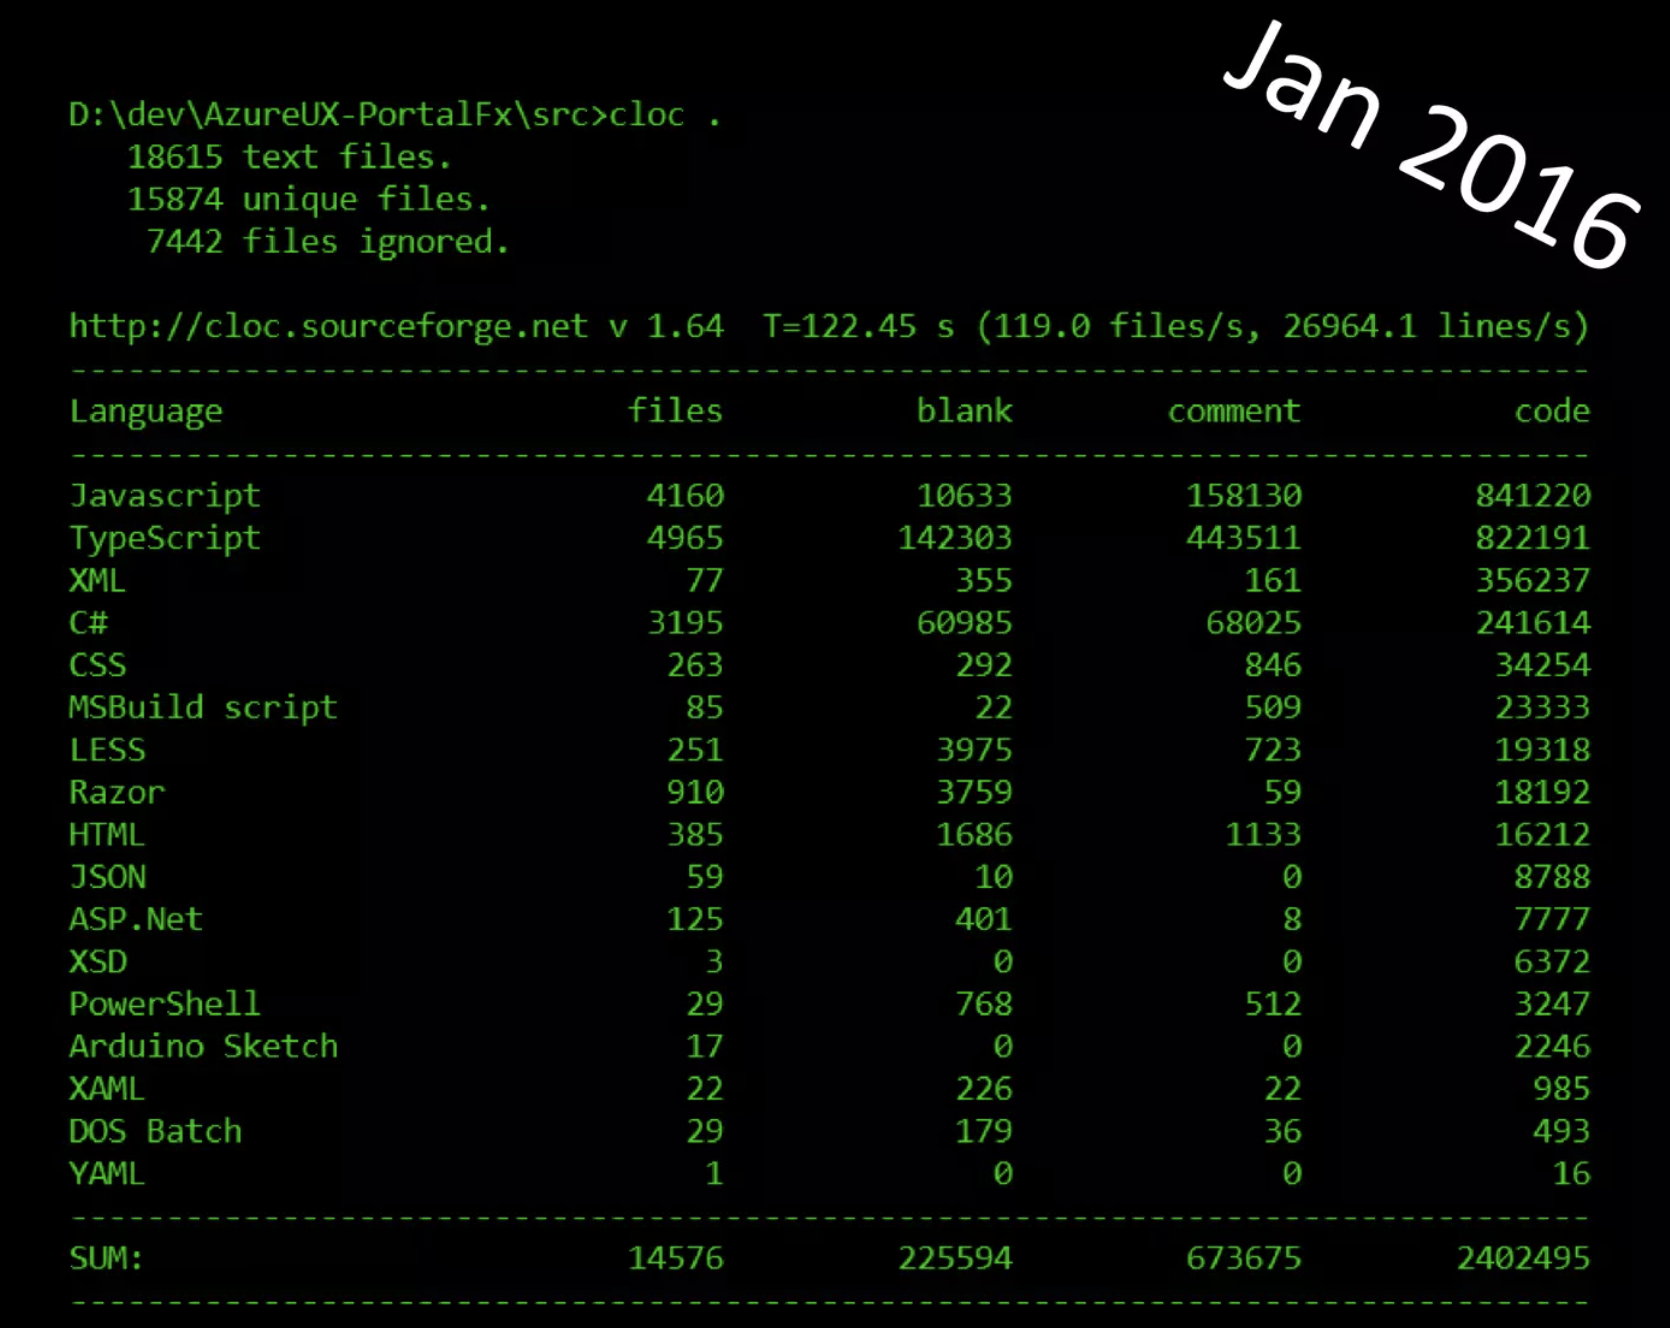 Jan 2016
D:\dev\AzureUX-PortalFx\src>cloc .
18615 text files.
15874 unique files.
7442 files ignored.
http://cloc.sourceforge.net v 1.64  T=122.45 s (119.0 files/s, 26964.1 lines/s)
-------------------------------------------------------------------------------
Language files blank comment code
-------------------------------------------------------------------------------
Javascript 4160 10633 158130 841220
TypeScript 4965 142303 443511 822191
XML 77 355 161 356237
C# 3195 60985 68025 241614
CSS 263 292 846 34254
MSBuild script 85 22 509 23333
LESS 251 3975 723 19318
Razor 910 3759 59 18192
HTML 385 1686 1133 16212
JSON 59 10 0 8788
ASP.Net 125 401 8 7777
XSD 3 0 0 6372
PowerShell 29 768 512 3247
Arduino Sketch 17 0 0 2246
XAML 22 226 22 985
DOS Batch 29 179 36 493
YAML 1 0 0 16
-------------------------------------------------------------------------------
SUM: 14576 225594 673675 2402495
-------------------------------------------------------------------------------